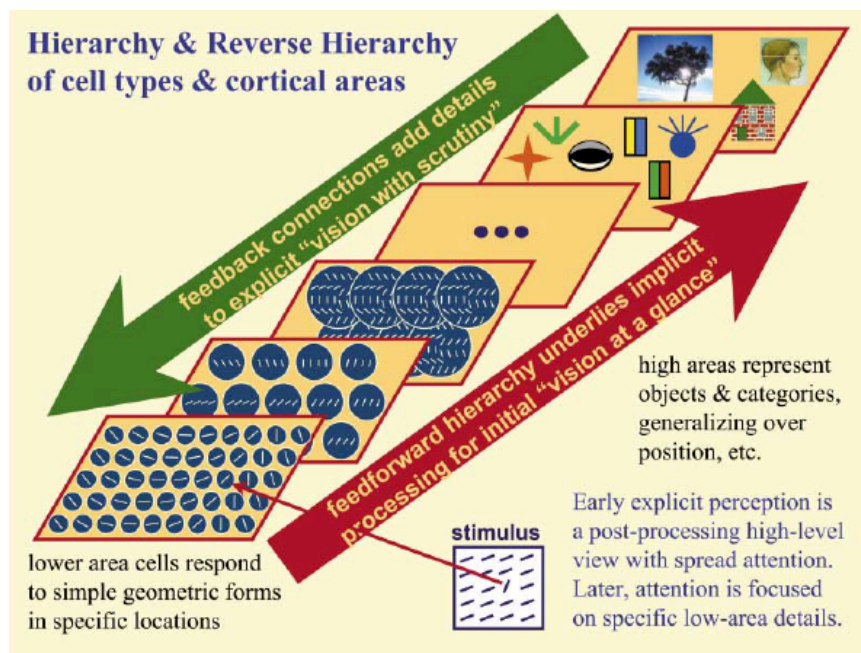 Hierarchy & Reverse Hierarchy
of cell types & cortical areas
feedback connections add details
to explicit “vision with scrutiny”
feedforward hierarchy underlies implicit
processing for initial “vision at a glance”
high areas represent
objects & categories,
generalizing over
position, etc.
stimulus
Early explicit perception is
a post-processing high-level
view with spread attention.
Later, attention is focused
on specific low-area details.
lower area cells respond
to simple geometric forms
in specific locations